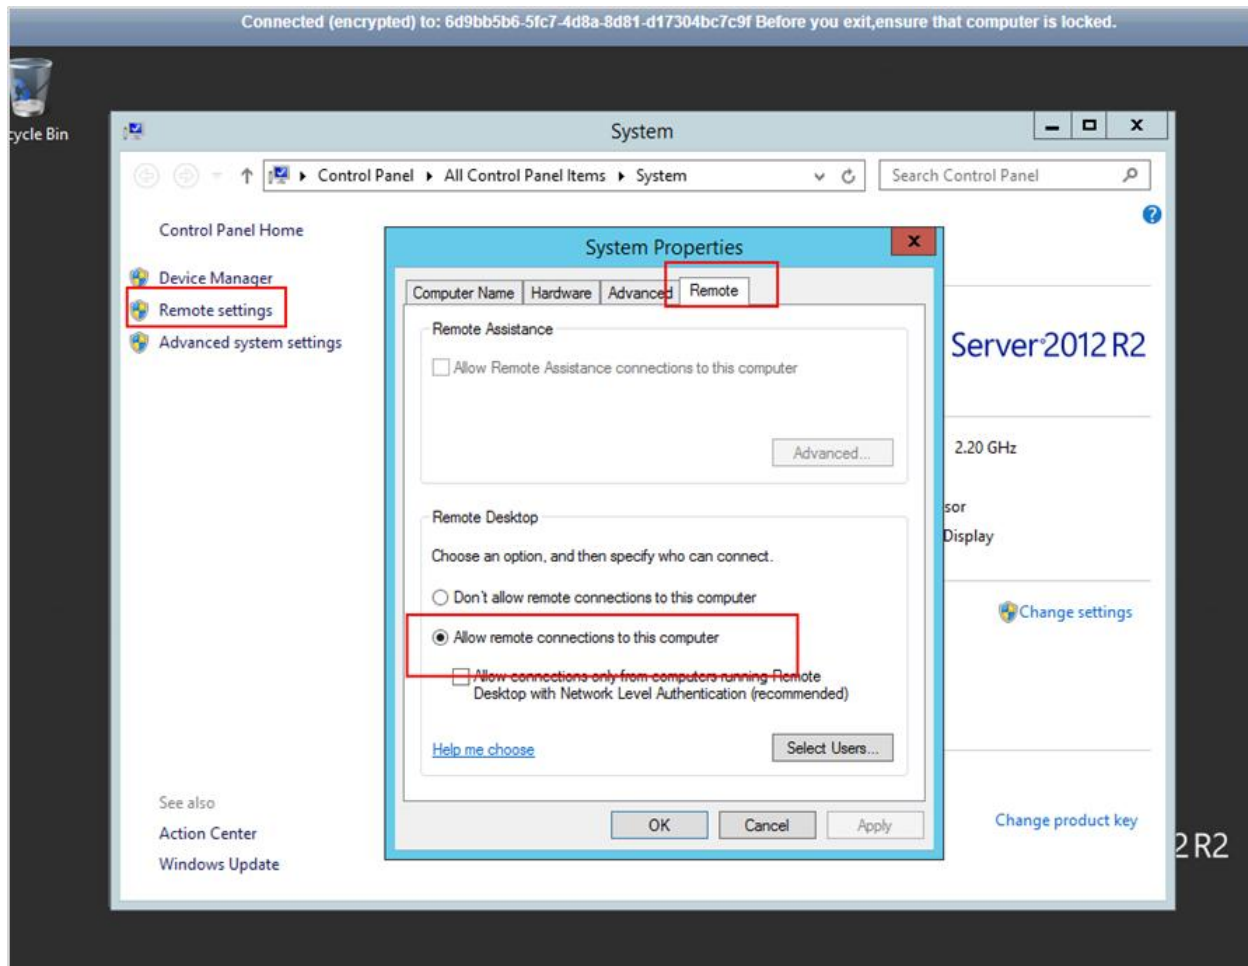 Connected (encrypted) to: 6d9bb5b6-5fc7-4d8a-8d81-d17304bc7c9f Before you exit,ensure that computer is locked.
cycle Bin
System
Control Panel All Control Panel Items System
Search Control Panel
Control Panel Home
Device Manager
Remote settings
Advanced system settings
System Properties
Computer Name Hardware Advanced Remote
Remote Assistance
Allow Remote Assistance connections to this computer
Advanced...
Remote Desktop
Choose an option, and then specify who can connect.
Don't allow remote connections to this computer
Allow remote connections to this computer
Allow connections only from computers running Remote
Desktop with Network Level Authentication (recommended)
Help me choose
Select Users...
OK Cancel Apply
Server 2012 R2
2.20 GHz
sor
Display
Change settings
Change product key
See also
Action Center
Windows Update
2 R2